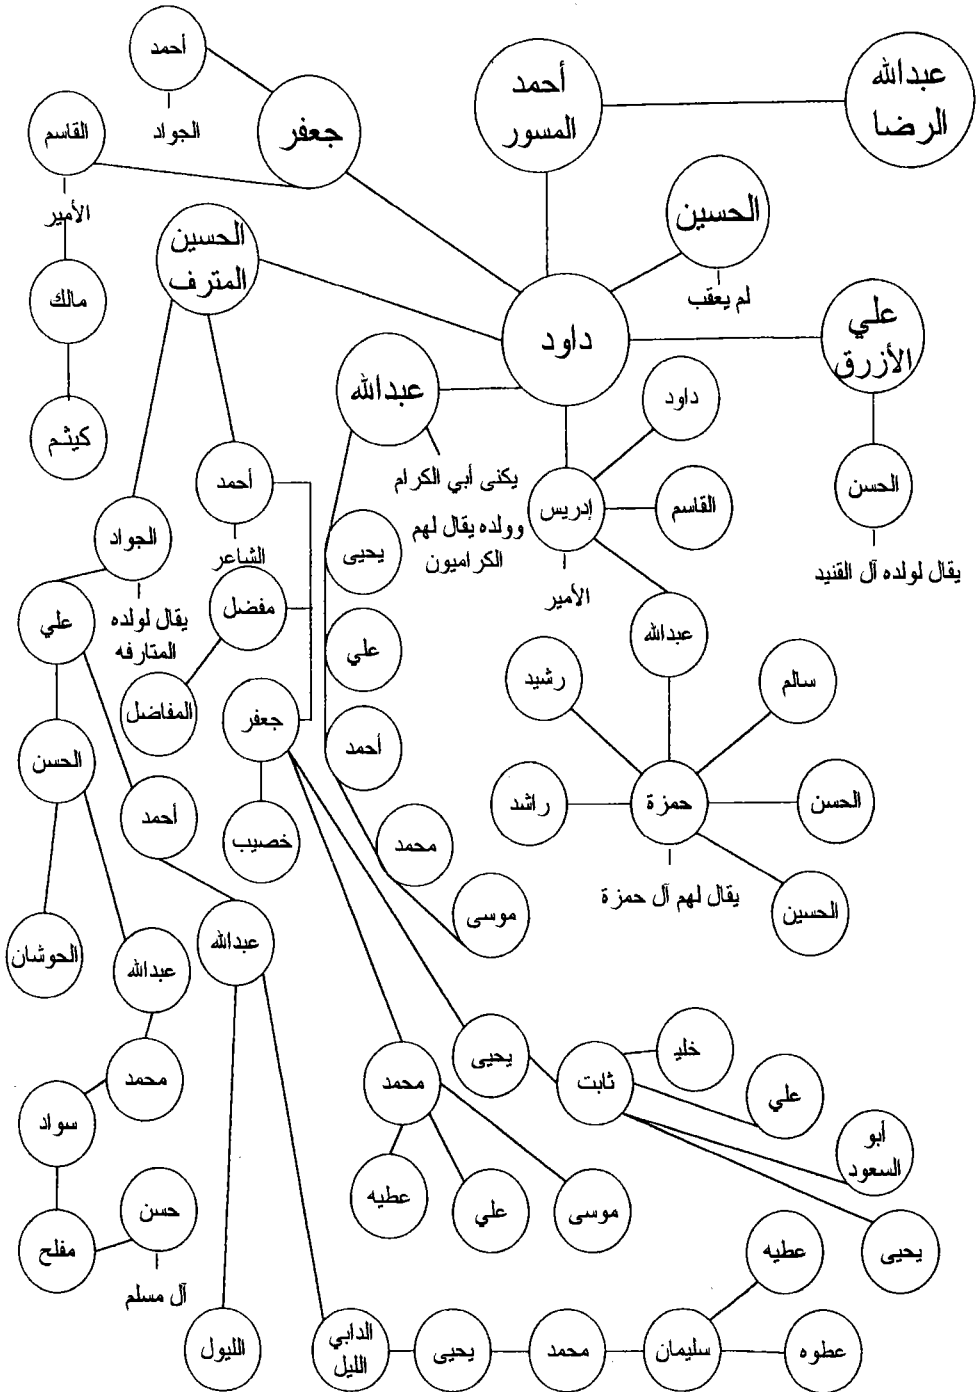 عبدالله
الرضا
أحمد
المسور
أحمد
الجواد
جعفر
القاسم
الأمير
مالك
كيثم
الحسين
لم يعقب
الحسين
المترف
داود
علي
الأزرق
الحسن
يقال لولده آل القنيد
عبدالله
يكنى أبي الكرام
وولده يقال لهم
الكراميون
داود
إدريس
الأمير
القاسم
عبدالله
سالم
رشيد
حمزة
يقال لهم آل حمزة
راشد
الحسن
الحسين
يحيى
علي
أحمد
محمد
موسى
أحمد
الشاعر
مفضل
المفاضل
جعفر
خصيب
الجواد
يقال لولده
المتارفه
علي
الحسن
أحمد
الحوشان
عبدالله
عبدالله
محمد
سواد
مفلح
حسن
آل مسلم
محمد
يحيى
ثابت
خليـ
علي
أبو
السعود
يحيى
عطيه
علي
موسى
الليول
الدابي
الليل
يحيى
محمد
سليمان
عطيه
عطوه